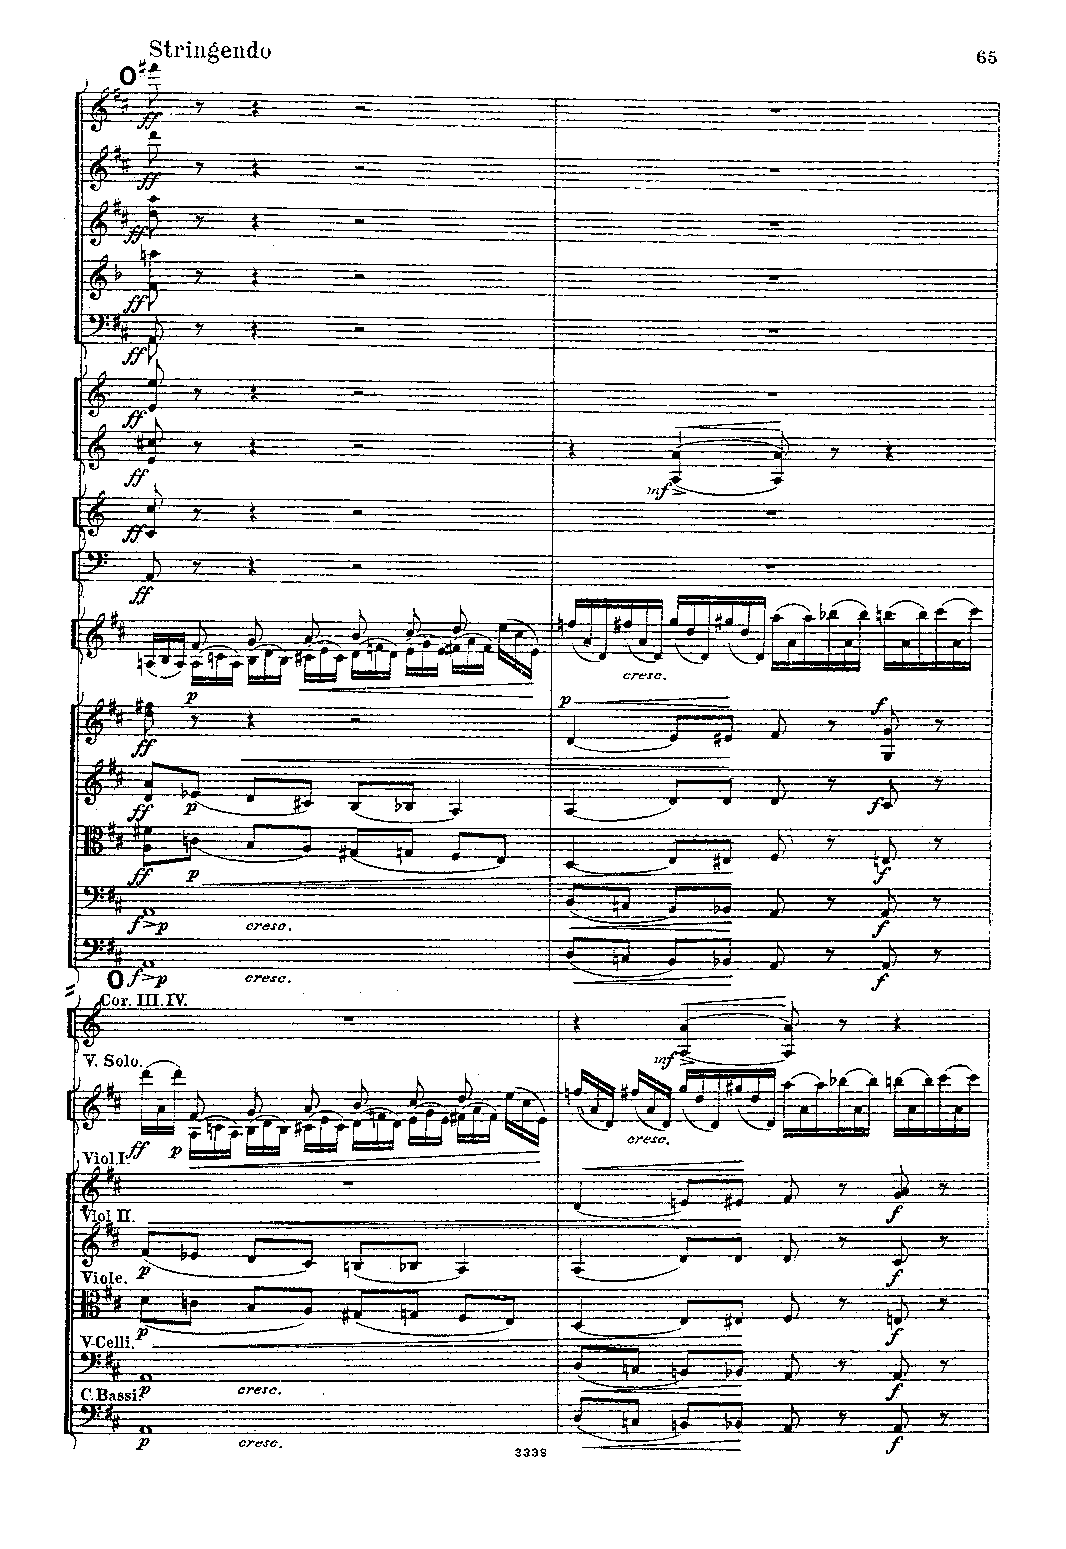 Stringendo
65
O
ff
ff
ff
ff
ff
ff
mf
ff
ff
ff
cresc.
p
p
f
ff
ff p
f
ff p
f
f>p cresc.
f
O f>p cresc.
f
Cor. III. IV.
mf
V. Solo.
ff p
cresc.
Viol. I.
f
Viol II.
p
f
Viole.
p
f
V-Celli.
p cresc.
f
C. Bassi.
p cresc.
f
3338